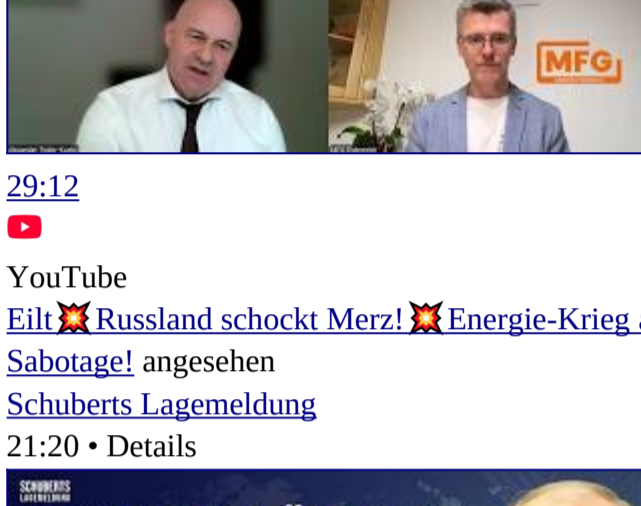 MFG
29:12
YouTube
Eilt💥Russland schockt Merz!💥Energie-Krieg
Sabotage! angesehen
Schuberts Lagemeldung
21:20 • Details
SCHUBERTS
LAGEMELDUNG